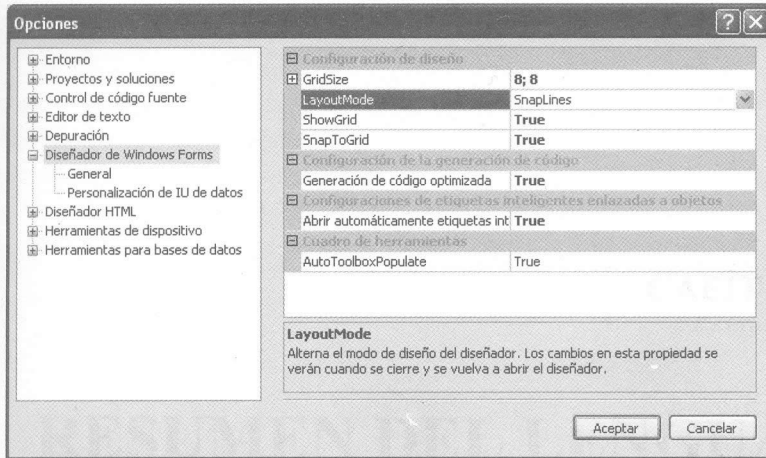 Opciones
Entorno
Proyectos y soluciones
Control de código fuente
Editor de texto
Depuración
Diseñador de Windows Forms
General
Personalización de IU de datos
Diseñador HTML
Herramientas de dispositivo
Herramientas para bases de datos
Configuración de diseño
GridSize 8; 8
LayoutMode SnapLines
ShowGrid True
SnapToGrid True
Configuración de la generación de código
Generación de código optimizada True
Configuraciones de etiquetas inteligentes enlazadas a objetos
Abrir automáticamente etiquetas int True
Cuadro de herramientas
AutoToolboxPopulate True
LayoutMode
Alterna el modo de diseño del diseñador. Los cambios en esta propiedad se
verán cuando se cierre y se vuelva a abrir el diseñador.
Aceptar Cancelar